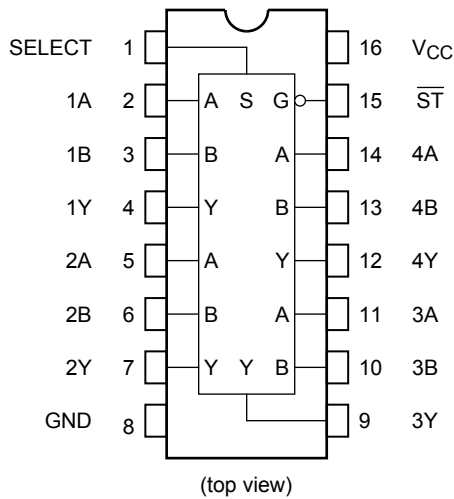 SELECT 1 16 VCC
1A 2 A S G 15 ST
1B 3 B A 14 4A
1Y 4 Y B 13 4B
2A 5 A Y 12 4Y
2B 6 B A 11 3A
2Y 7 Y Y B 10 3B
GND 8 9 3Y
(top view)